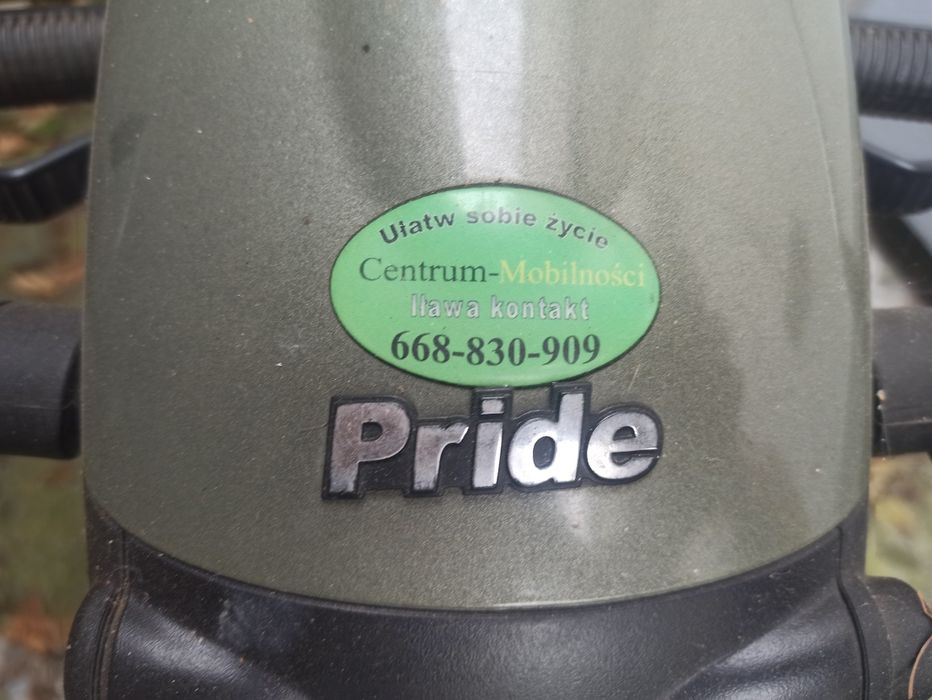 Ułatw sobie życie
Centrum-Mobilności
Iława kontakt
668-830-909
Pride